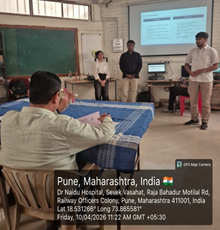 GPS Map Camera
Pune, Maharashtra, India 🇮🇳
Dr Naidu Hospital, Sevek Vasahat, Raja Bahadur Motilal Rd,
Railway Officers Colony, Pune, Maharashtra 411001, India
Lat 18.531266° Long 73.865581°
Friday, 10/04/2026 11:22 AM GMT +05:30